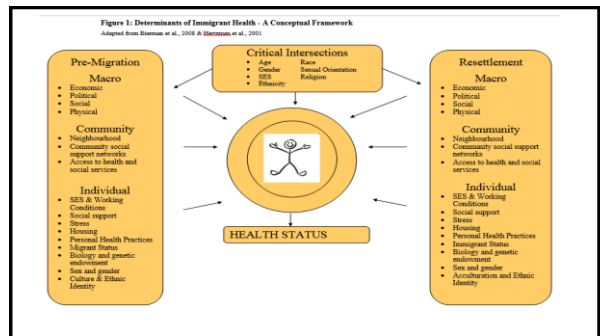 Figure 1: Determinants of Immigrant Health - A Conceptual Framework
Adapted from Bierman et al., 2008 & Hertzman et al., 2001
Pre-Migration
Macro
• Economic
• Political
• Social
• Physical
Community
• Neighbourhood
• Community social
support networks
• Access to health and
social services
Individual
• SES & Working
Conditions
• Social support
• Stress
• Housing
• Personal Health Practices
• Migrant Status
• Biology and genetic
endowment
• Sex and gender
• Culture & Ethnic
Identity
Critical Intersections
• Age Race
• Gender Sexual Orientation
• SES Religion
• Ethnicity
HEALTH STATUS
Resettlement
Macro
• Economic
• Political
• Social
• Physical
Community
• Neighbourhood
• Community social support
networks
• Access to health and social
services
Individual
• SES & Working
Conditions
• Social support
• Stress
• Housing
• Personal Health Practices
• Immigrant Status
• Biology and genetic
endowment
• Sex and gender
• Acculturation and Ethnic
Identity